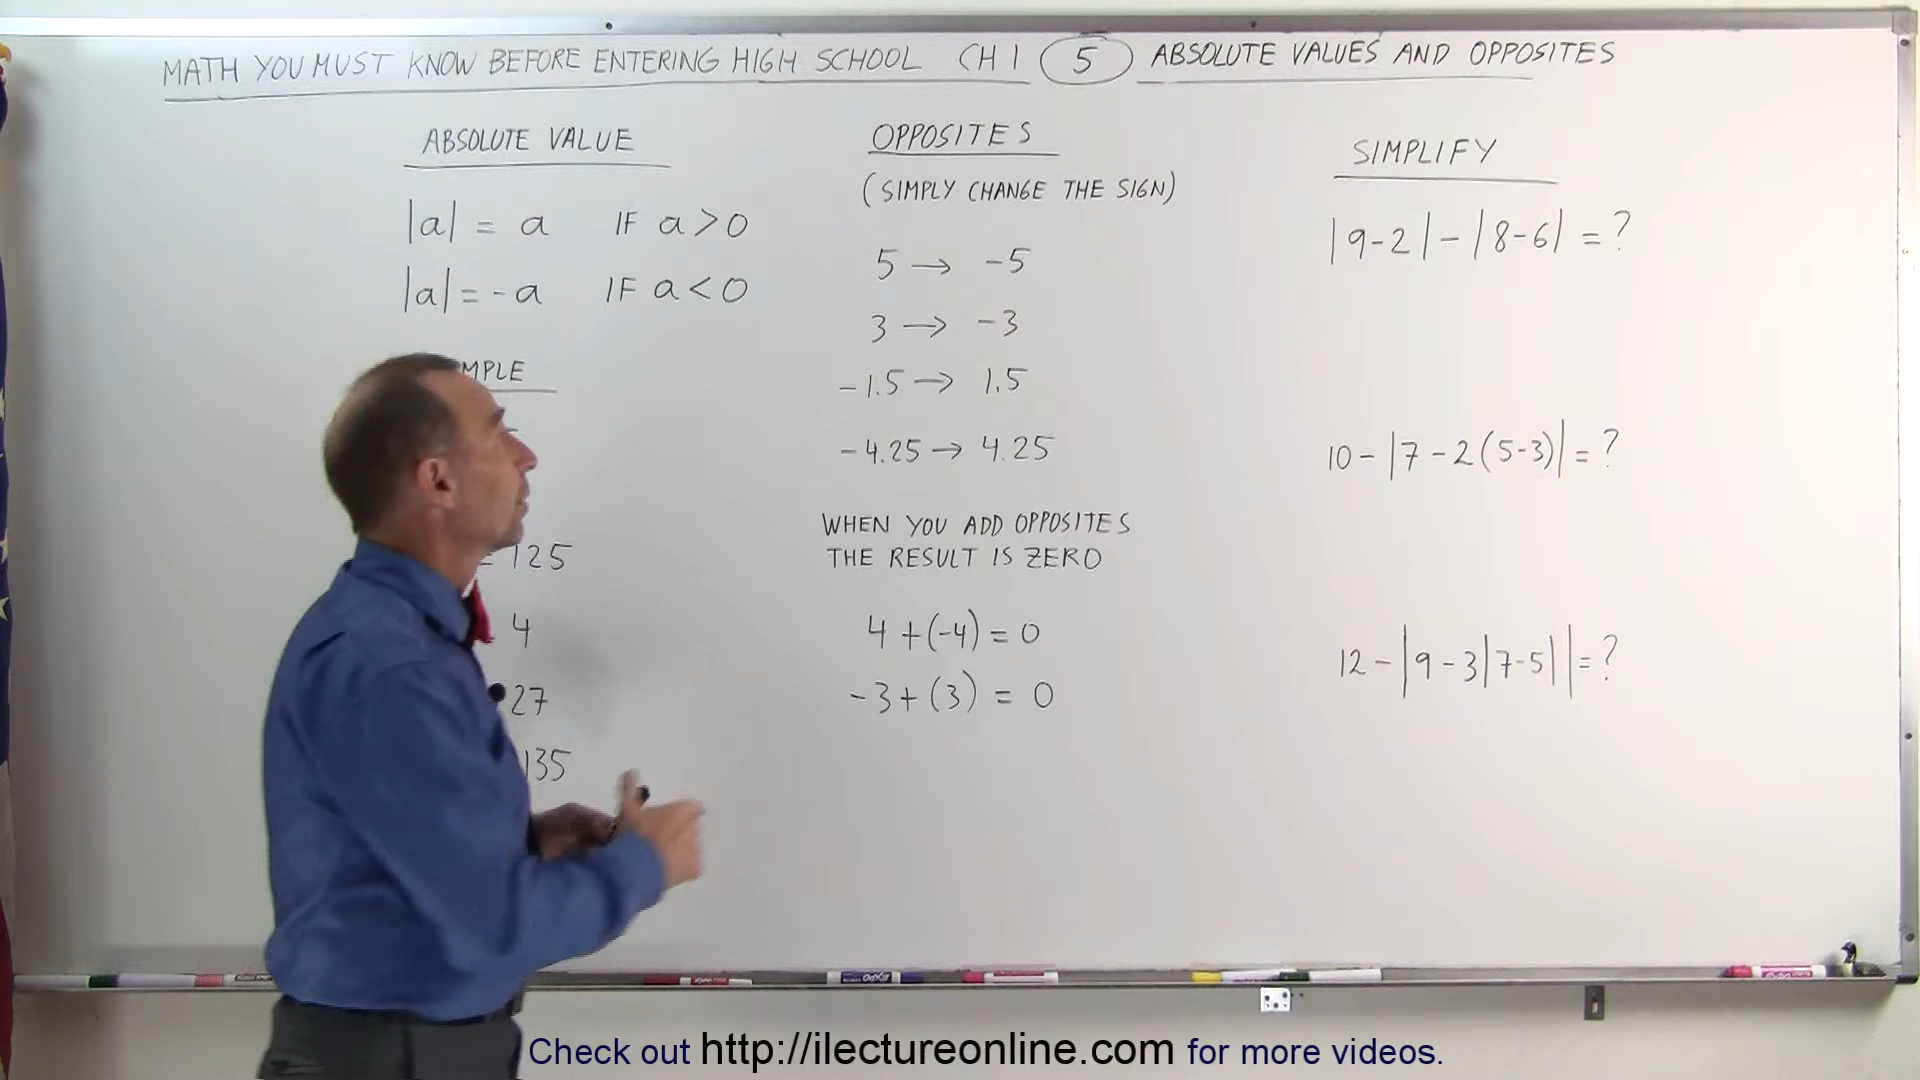 MATH YOU MUST KNOW BEFORE ENTERING HIGH SCHOOL CH 1 5 ABSOLUTE VALUES AND OPPOSITES
ABSOLUTE VALUE
|a| = a IF a > 0
|a| = -a IF a < 0
MPLE
= 125
4
27
135
OPPOSITES
(SIMPLY CHANGE THE SIGN)
5 → -5
3 → -3
-1.5 → 1.5
-4.25 → 4.25
WHEN YOU ADD OPPOSITES
THE RESULT IS ZERO
4 + (-4) = 0
-3 + (3) = 0
SIMPLIFY
|9-2| - |8-6| = ?
10 - |7 - 2(5-3)| = ?
12 - |9 - 3|7-5|| = ?
EXPO
Check out http://ilectureonline.com for more videos.